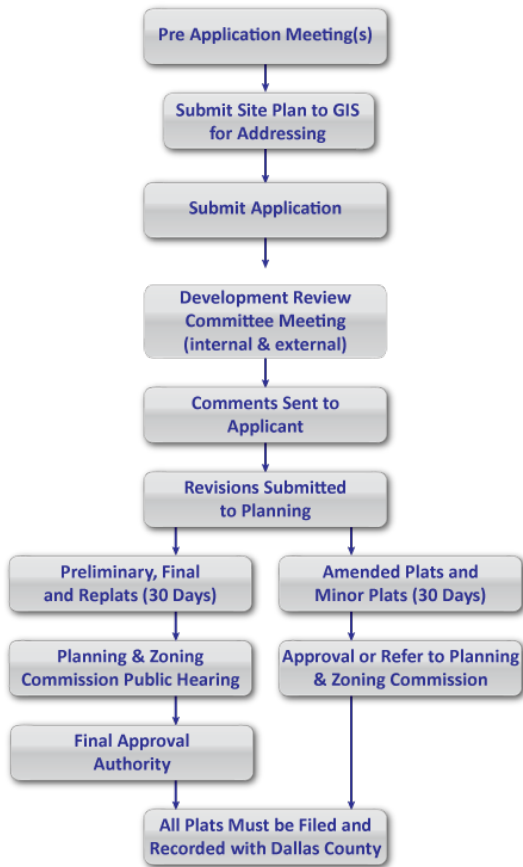 Pre Application Meeting(s)
Submit Site Plan to GIS
for Addressing
Submit Application
Development Review
Committee Meeting
(internal & external)
Comments Sent to
Applicant
Revisions Submitted
to Planning
Preliminary, Final
and Replats (30 Days)
Amended Plats and
Minor Plats (30 Days)
Planning & Zoning
Commission Public Hearing
Approval or Refer to Planning
& Zoning Commission
Final Approval
Authority
All Plats Must be Filed and
Recorded with Dallas County